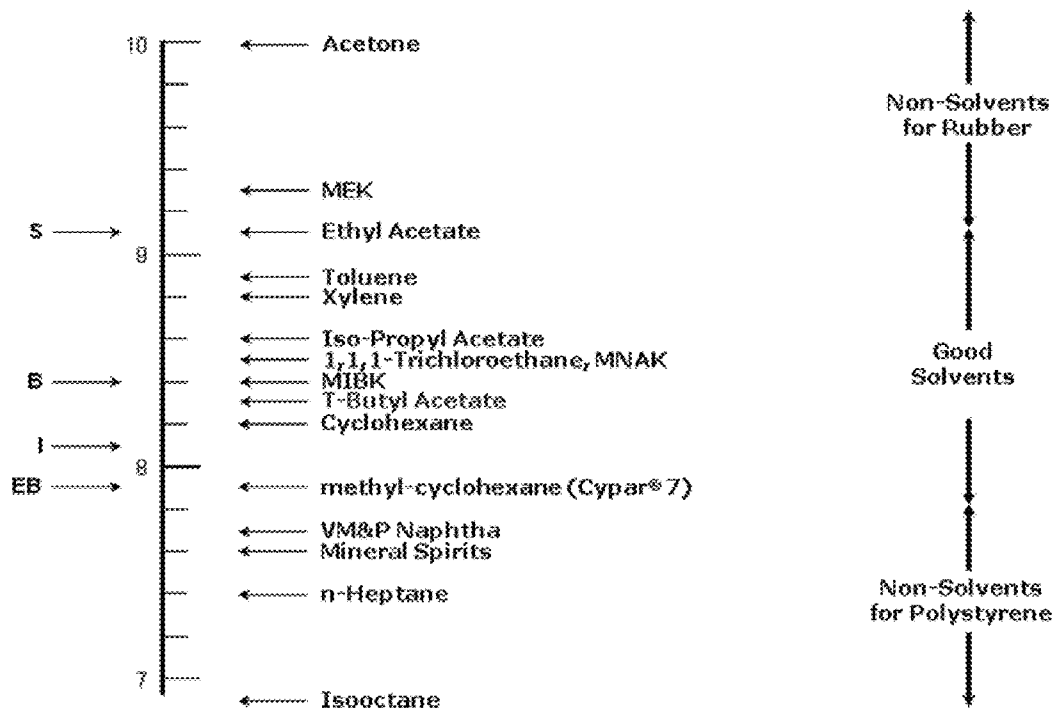 10
Acetone
Non-Solvents
for Rubber
MEK
S
Ethyl Acetate
9
Toluene
Xylene
Iso-Propyl Acetate
1,1,1-Trichloroethane, MNAK
Good
Solvents
B
MIBK
T-Butyl Acetate
Cyclohexane
I
8
EB
methyl-cyclohexane (Cypar® 7)
VM&P Naphtha
Mineral Spirits
n-Heptane
Non-Solvents
for Polystyrene
7
Isooctane